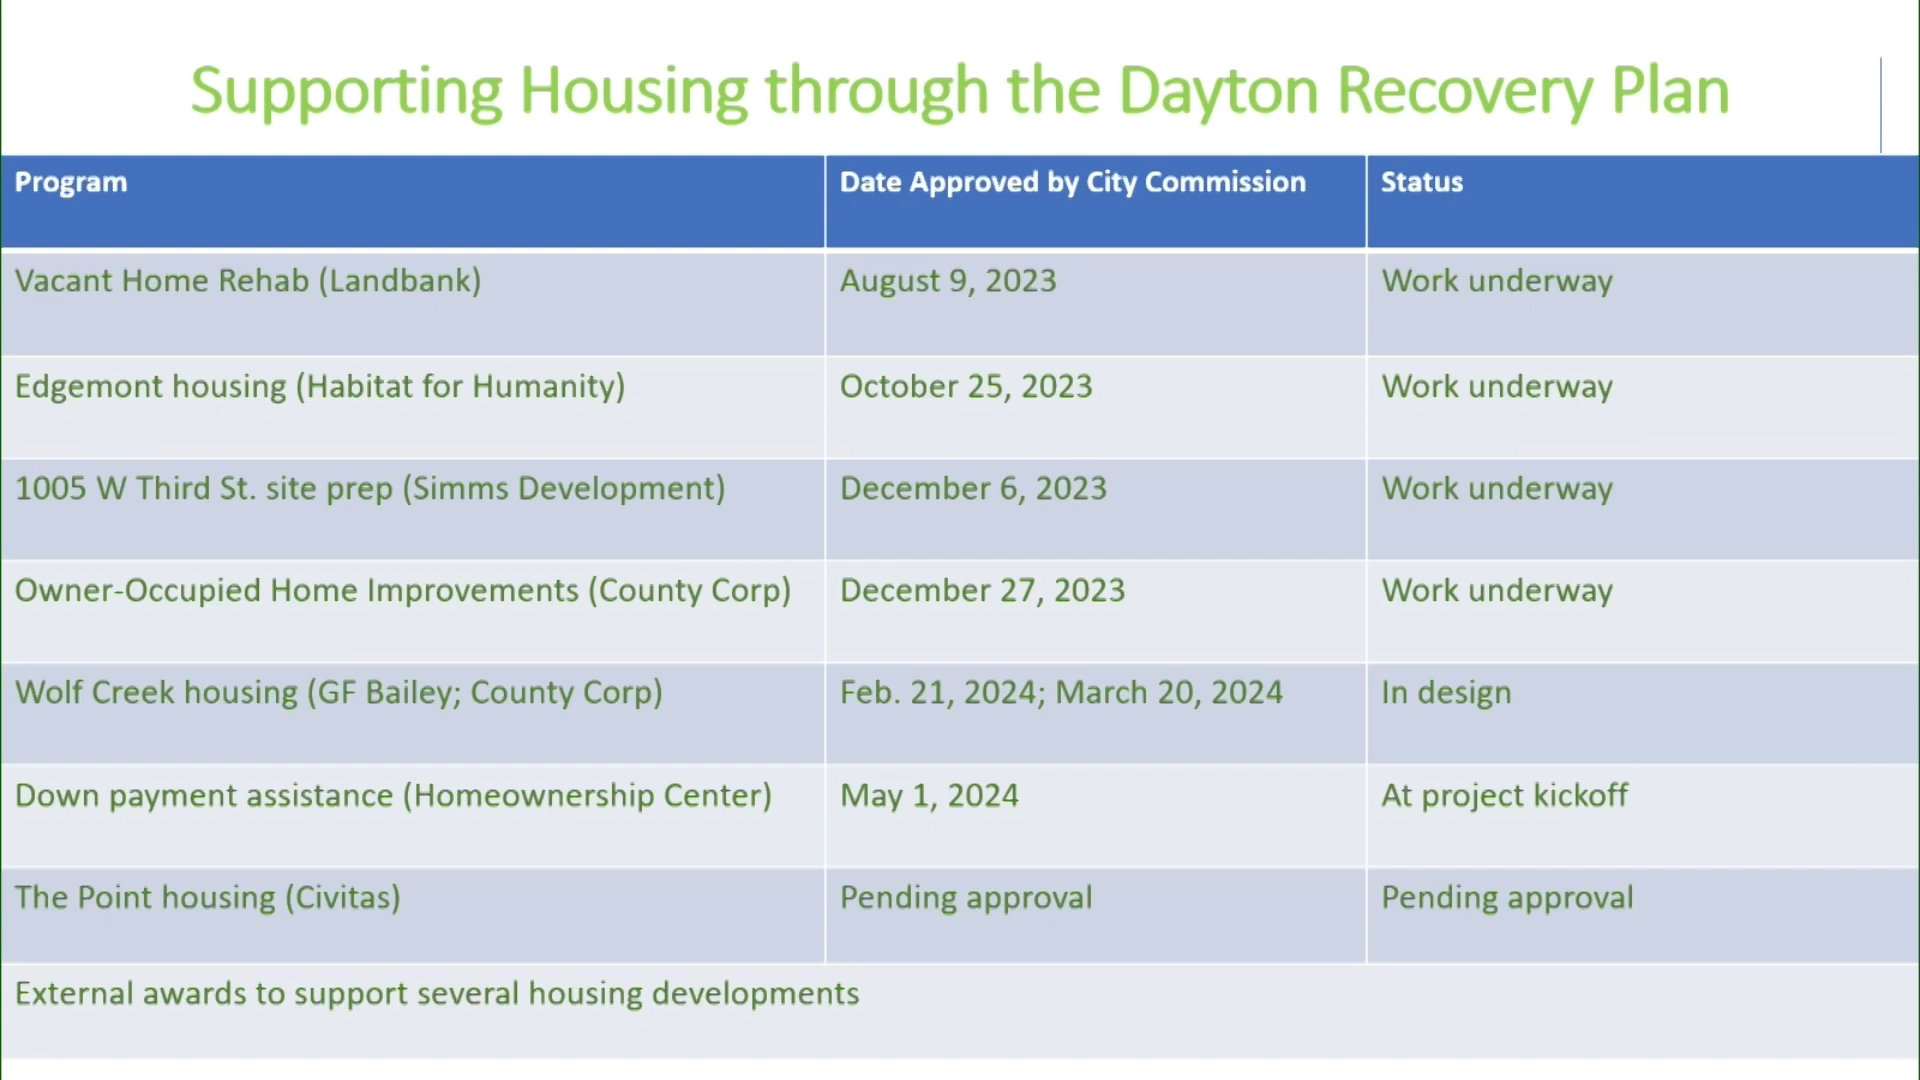 Supporting Housing through the Dayton Recovery Plan
Program Date Approved by City Commission Status
Vacant Home Rehab (Landbank) August 9, 2023 Work underway
Edgemont housing (Habitat for Humanity) October 25, 2023 Work underway
1005 W Third St. site prep (Simms Development) December 6, 2023 Work underway
Owner-Occupied Home Improvements (County Corp) December 27, 2023 Work underway
Wolf Creek housing (GF Bailey; County Corp) Feb. 21, 2024; March 20, 2024 In design
Down payment assistance (Homeownership Center) May 1, 2024 At project kickoff
The Point housing (Civitas) Pending approval Pending approval
External awards to support several housing developments